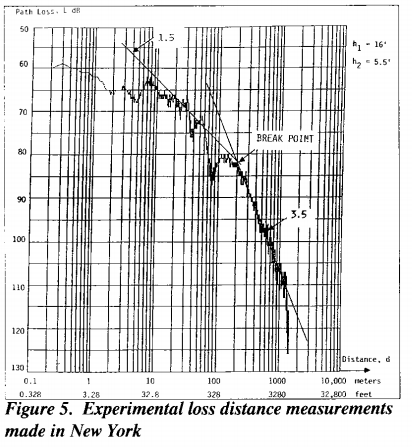 Path Loss, L dB
50
60
70
80
90
100
110
120
130
1.5
h1 - 16'
h2 = 5.5'
BREAK POINT
3.5
Distance, d
0.1 1 10 100 1000 10,000 meters
0.328 3.28 32.8 328 3280 32,800 feet
Figure 5. Experimental loss distance measurements
made in New York